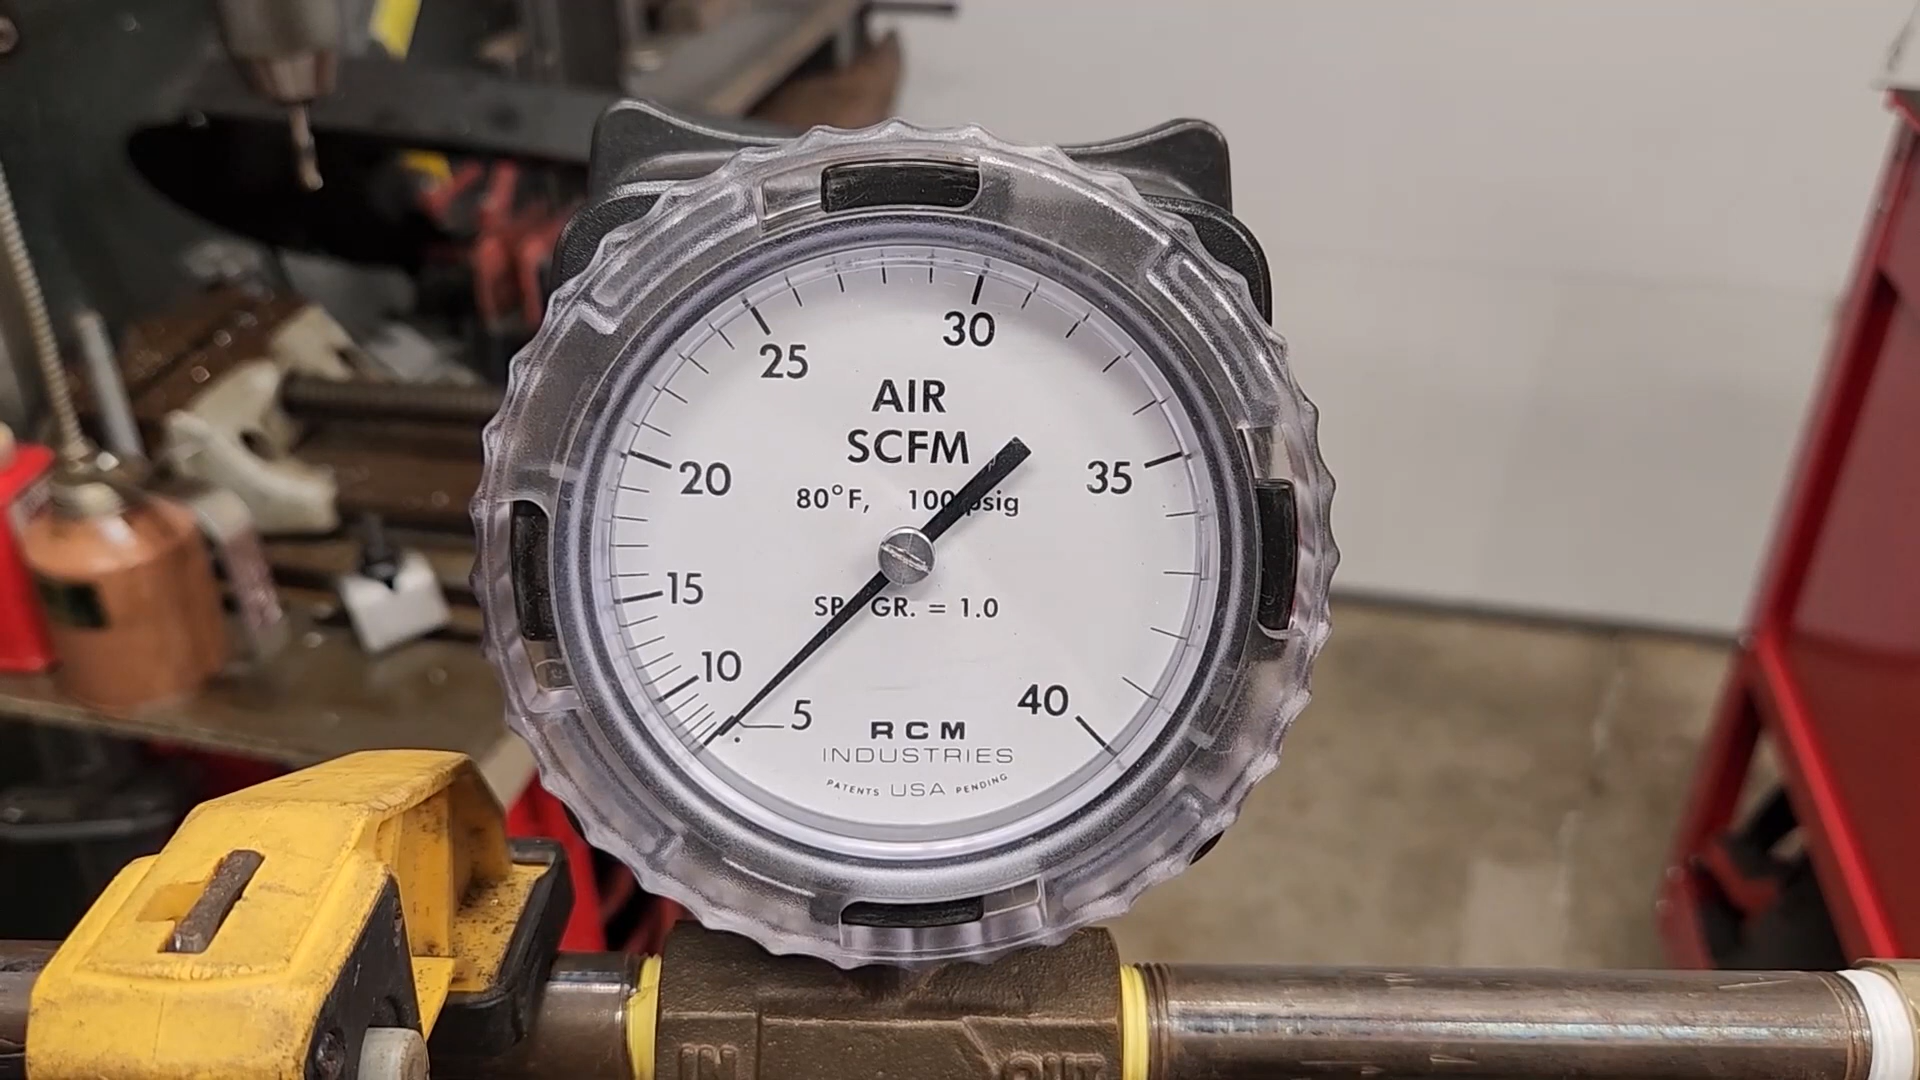 30
25
AIR
SCFM
20
35
80°F, 100 psig
15
SP. GR. = 1.0
10
5
40
RCM
INDUSTRIES
PATENTS USA PENDING
IN
OUT